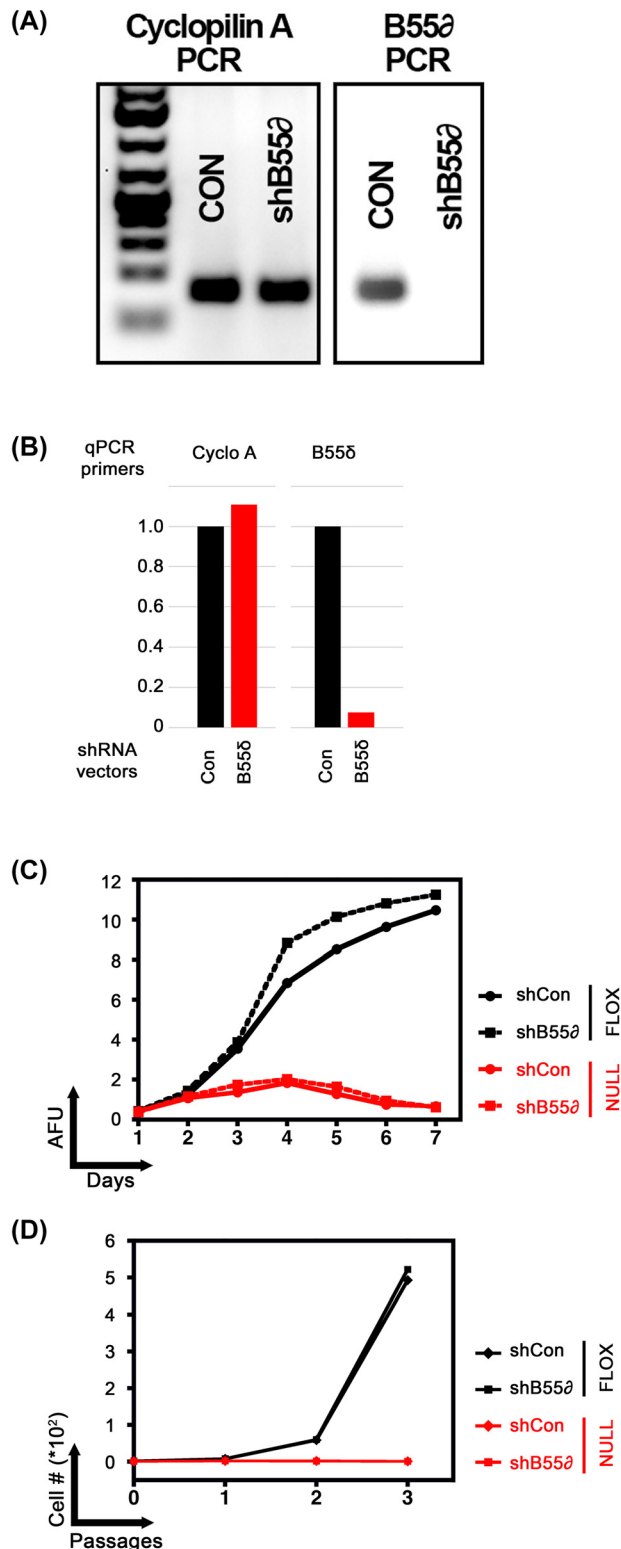 (A)
Cyclopilin A
PCR
B55∂
PCR
CON
shB55∂
CON
shB55∂
(B)
qPCR
primers
Cyclo A
B55δ
1.0
0.8
0.6
0.4
0.2
0
shRNA
vectors
Con
B55δ
Con
B55δ
(C)
12
10
8
6
4
2
0
1 2 3 4 5 6 7
AFU
Days
shCon
shB55∂
FLOX
shCon
shB55∂
NULL
(D)
6
5
4
3
2
1
0
0 1 2 3
Cell # (*10²)
Passages
shCon
shB55∂
FLOX
shCon
shB55∂
NULL